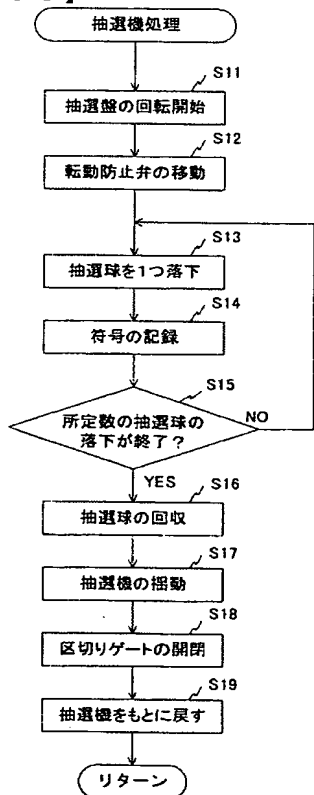 抽選機処理
S11
抽選盤の回転開始
S12
転動防止弁の移動
S13
抽選球を1つ落下
S14
符号の記録
S15
所定数の抽選球の
落下が終了?
NO
YES
S16
抽選球の回収
S17
抽選機の揺動
S18
区切りゲートの開閉
S19
抽選機をもとに戻す
リターン